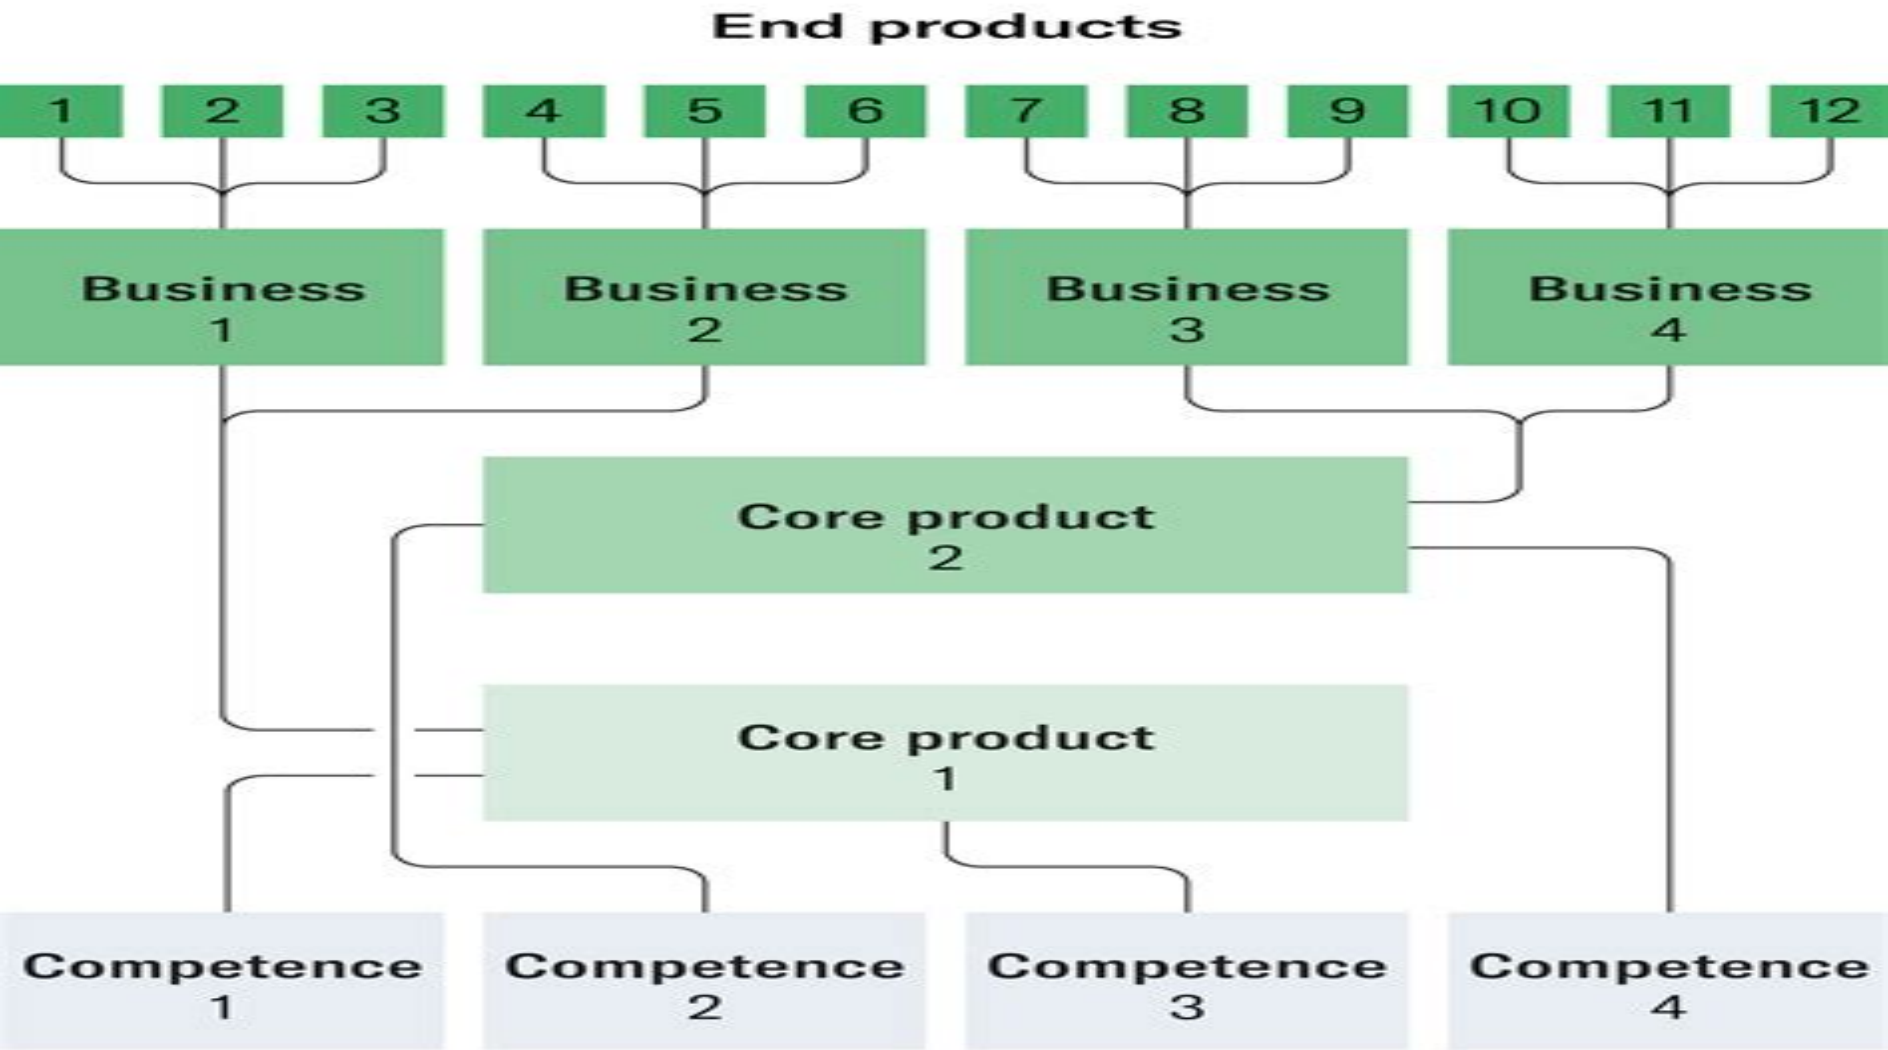 End products
1 2 3 4 5 6 7 8 9 10 11 12
Business
1
Business
2
Business
3
Business
4
Core product
2
Core product
1
Competence
1
Competence
2
Competence
3
Competence
4